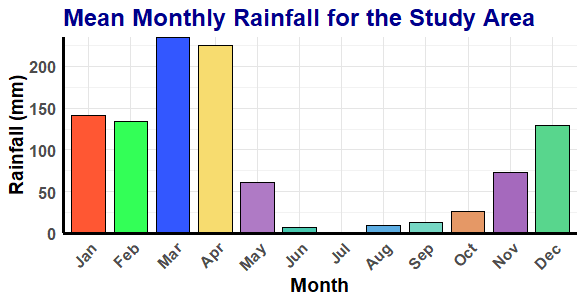 Mean Monthly Rainfall for the Study Area
Rainfall (mm)
200
150
100
50
0
Jan Feb Mar Apr May Jun Jul Aug Sep Oct Nov Dec
Month